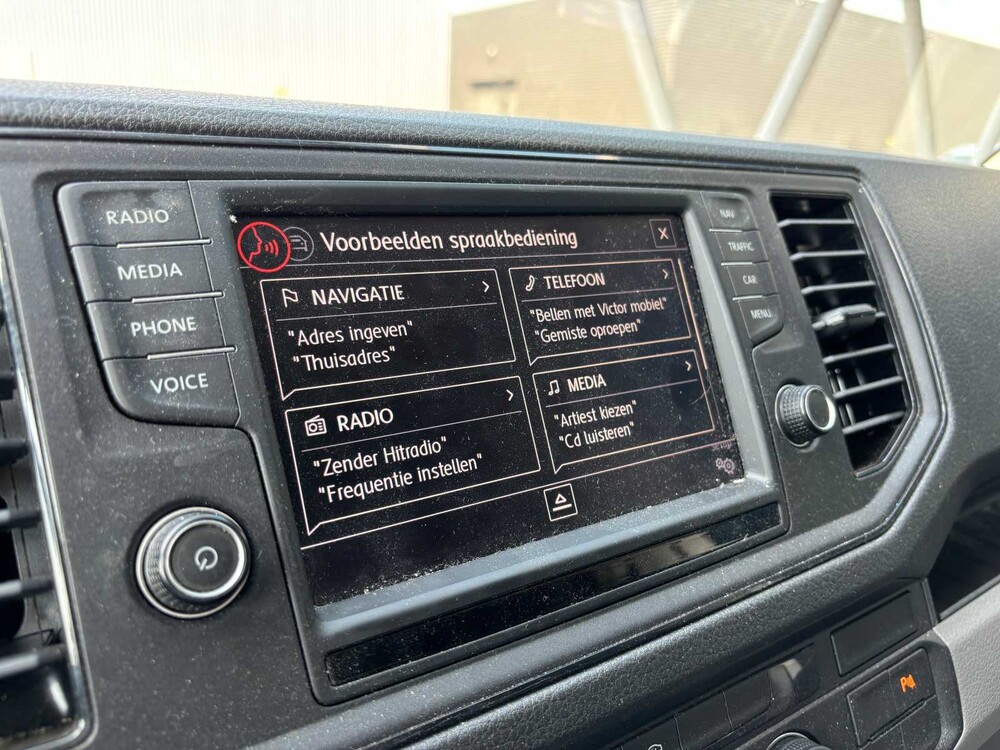 RADIO
MEDIA
PHONE
VOICE
Voorbeelden spraakbediening
X
NAVIGATIE
"Adres ingeven"
"Thuisadres"
TELEFOON
"Bellen met Victor mobiel"
"Gemiste oproepen"
RADIO
"Zender Hitradio"
"Frequentie instellen"
MEDIA
"Artiest kiezen"
"Cd luisteren"
NAV
TRAFFIC
CAR
MENU
P